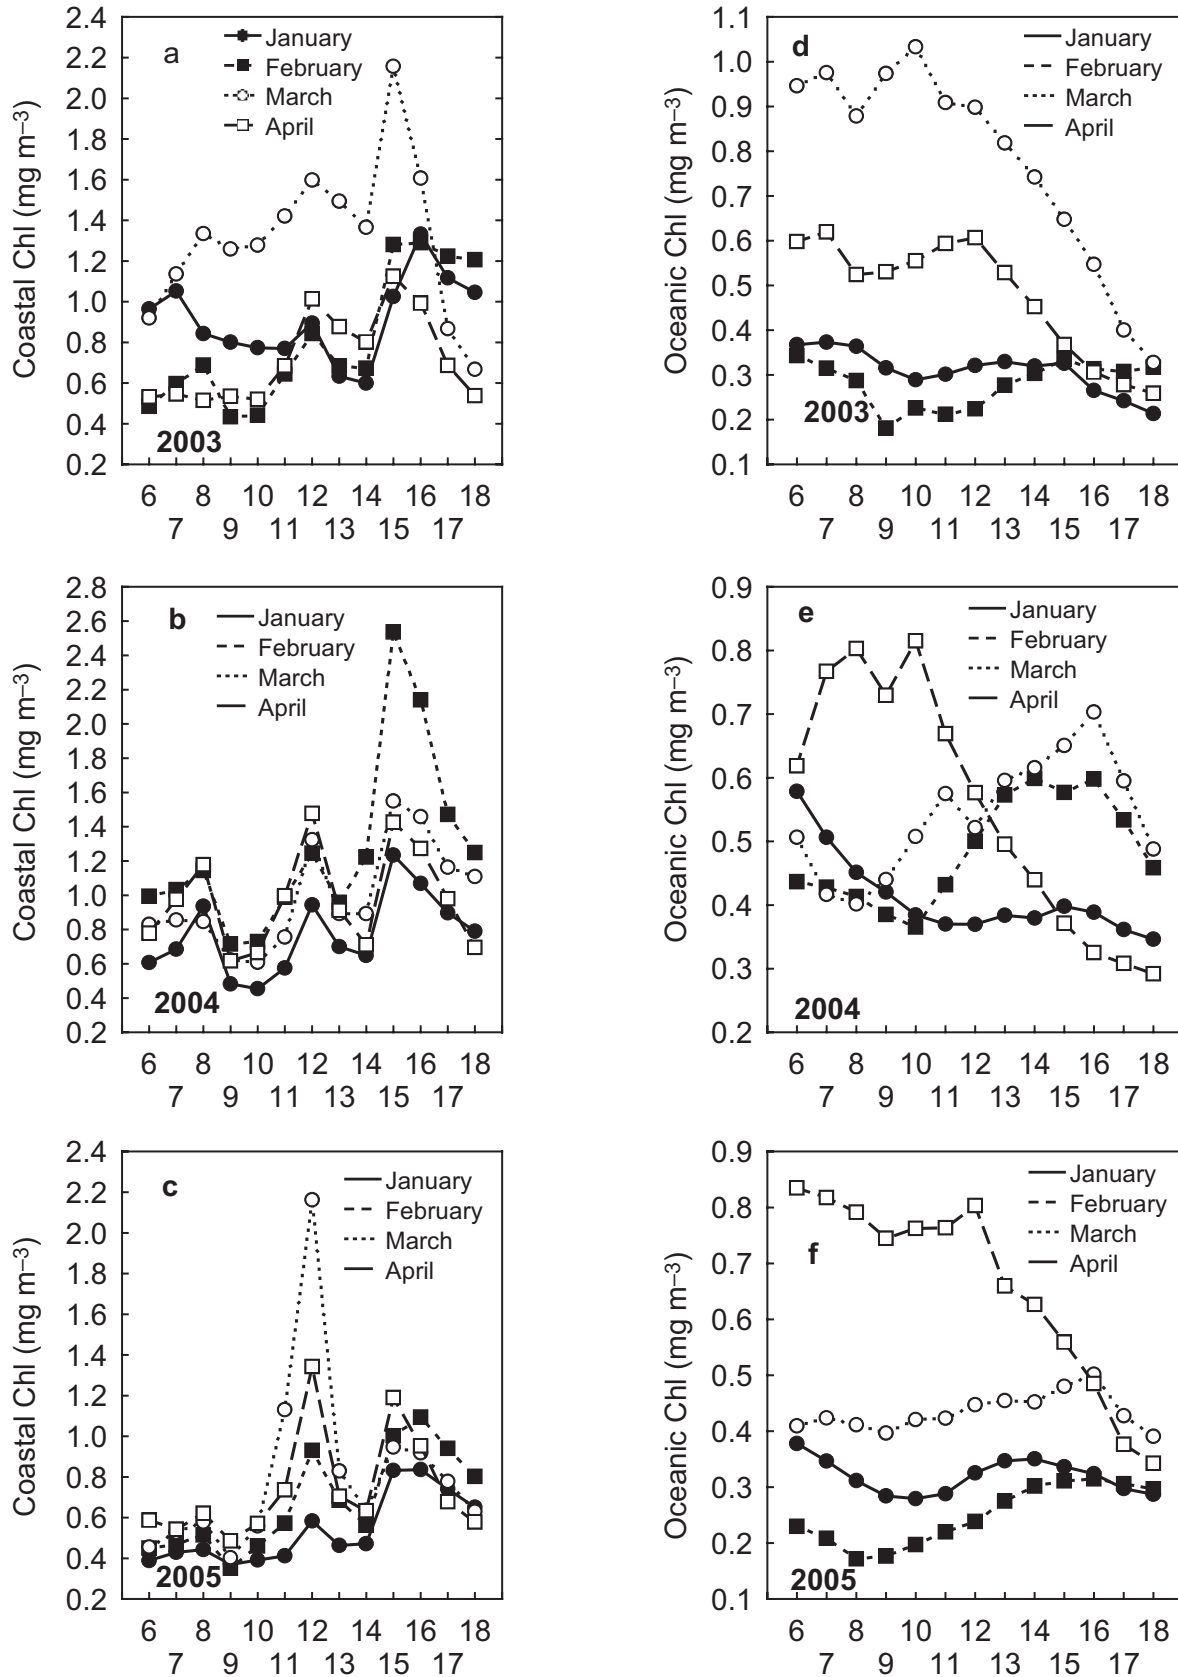 a
January
February
March
April
2.4
2.2
2.0
1.8
1.6
1.4
1.2
1.0
0.8
0.6
0.4
0.2
Coastal Chl (mg m⁻³)
2003
6 8 10 12 14 16 18
7 9 11 13 15 17
d
January
February
March
April
1.1
1.0
0.9
0.8
0.7
0.6
0.5
0.4
0.3
0.2
0.1
Oceanic Chl (mg m⁻³)
2003
6 8 10 12 14 16 18
7 9 11 13 15 17
b
January
February
March
April
2.8
2.6
2.4
2.2
2.0
1.8
1.6
1.4
1.2
1.0
0.8
0.6
0.4
0.2
Coastal Chl (mg m⁻³)
2004
6 8 10 12 14 16 18
7 9 11 13 15 17
e
January
February
March
April
0.9
0.8
0.7
0.6
0.5
0.4
0.3
0.2
Oceanic Chl (mg m⁻³)
2004
6 8 10 12 14 16 18
7 9 11 13 15 17
c
January
February
March
April
2.4
2.2
2.0
1.8
1.6
1.4
1.2
1.0
0.8
0.6
0.4
0.2
Coastal Chl (mg m⁻³)
2005
6 8 10 12 14 16 18
7 9 11 13 15 17
f
January
February
March
April
0.9
0.8
0.7
0.6
0.5
0.4
0.3
0.2
0.1
Oceanic Chl (mg m⁻³)
2005
6 8 10 12 14 16 18
7 9 11 13 15 17